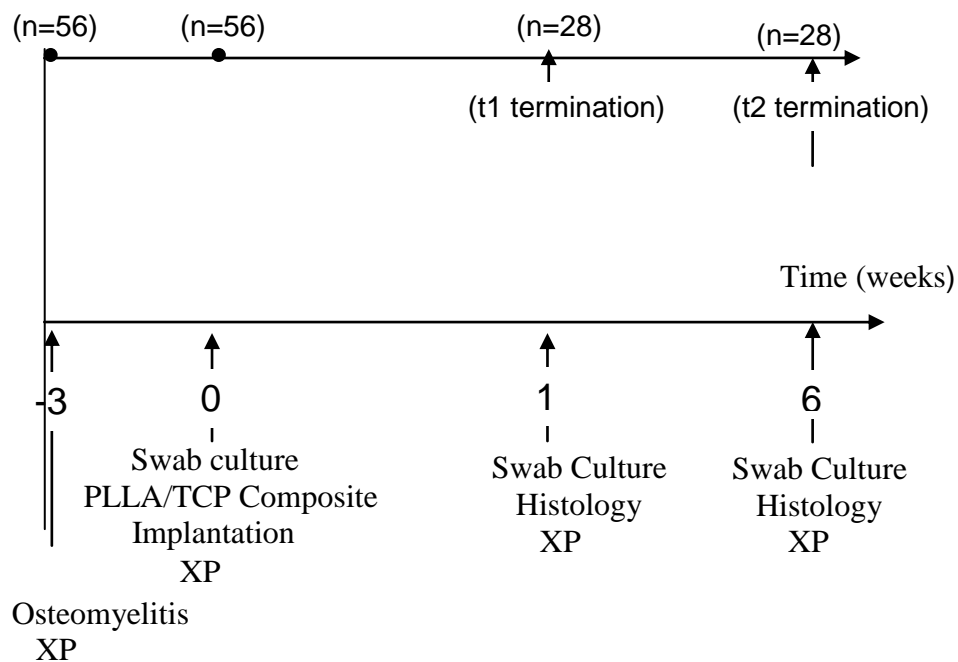 (n=56) (n=56) (n=28) (n=28)
(t1 termination) (t2 termination)
Time (weeks)
-3 0 1 6
Swab culture
PLLA/TCP Composite
Implantation
XP
Swab Culture
Histology
XP
Swab Culture
Histology
XP
Osteomyelitis
XP